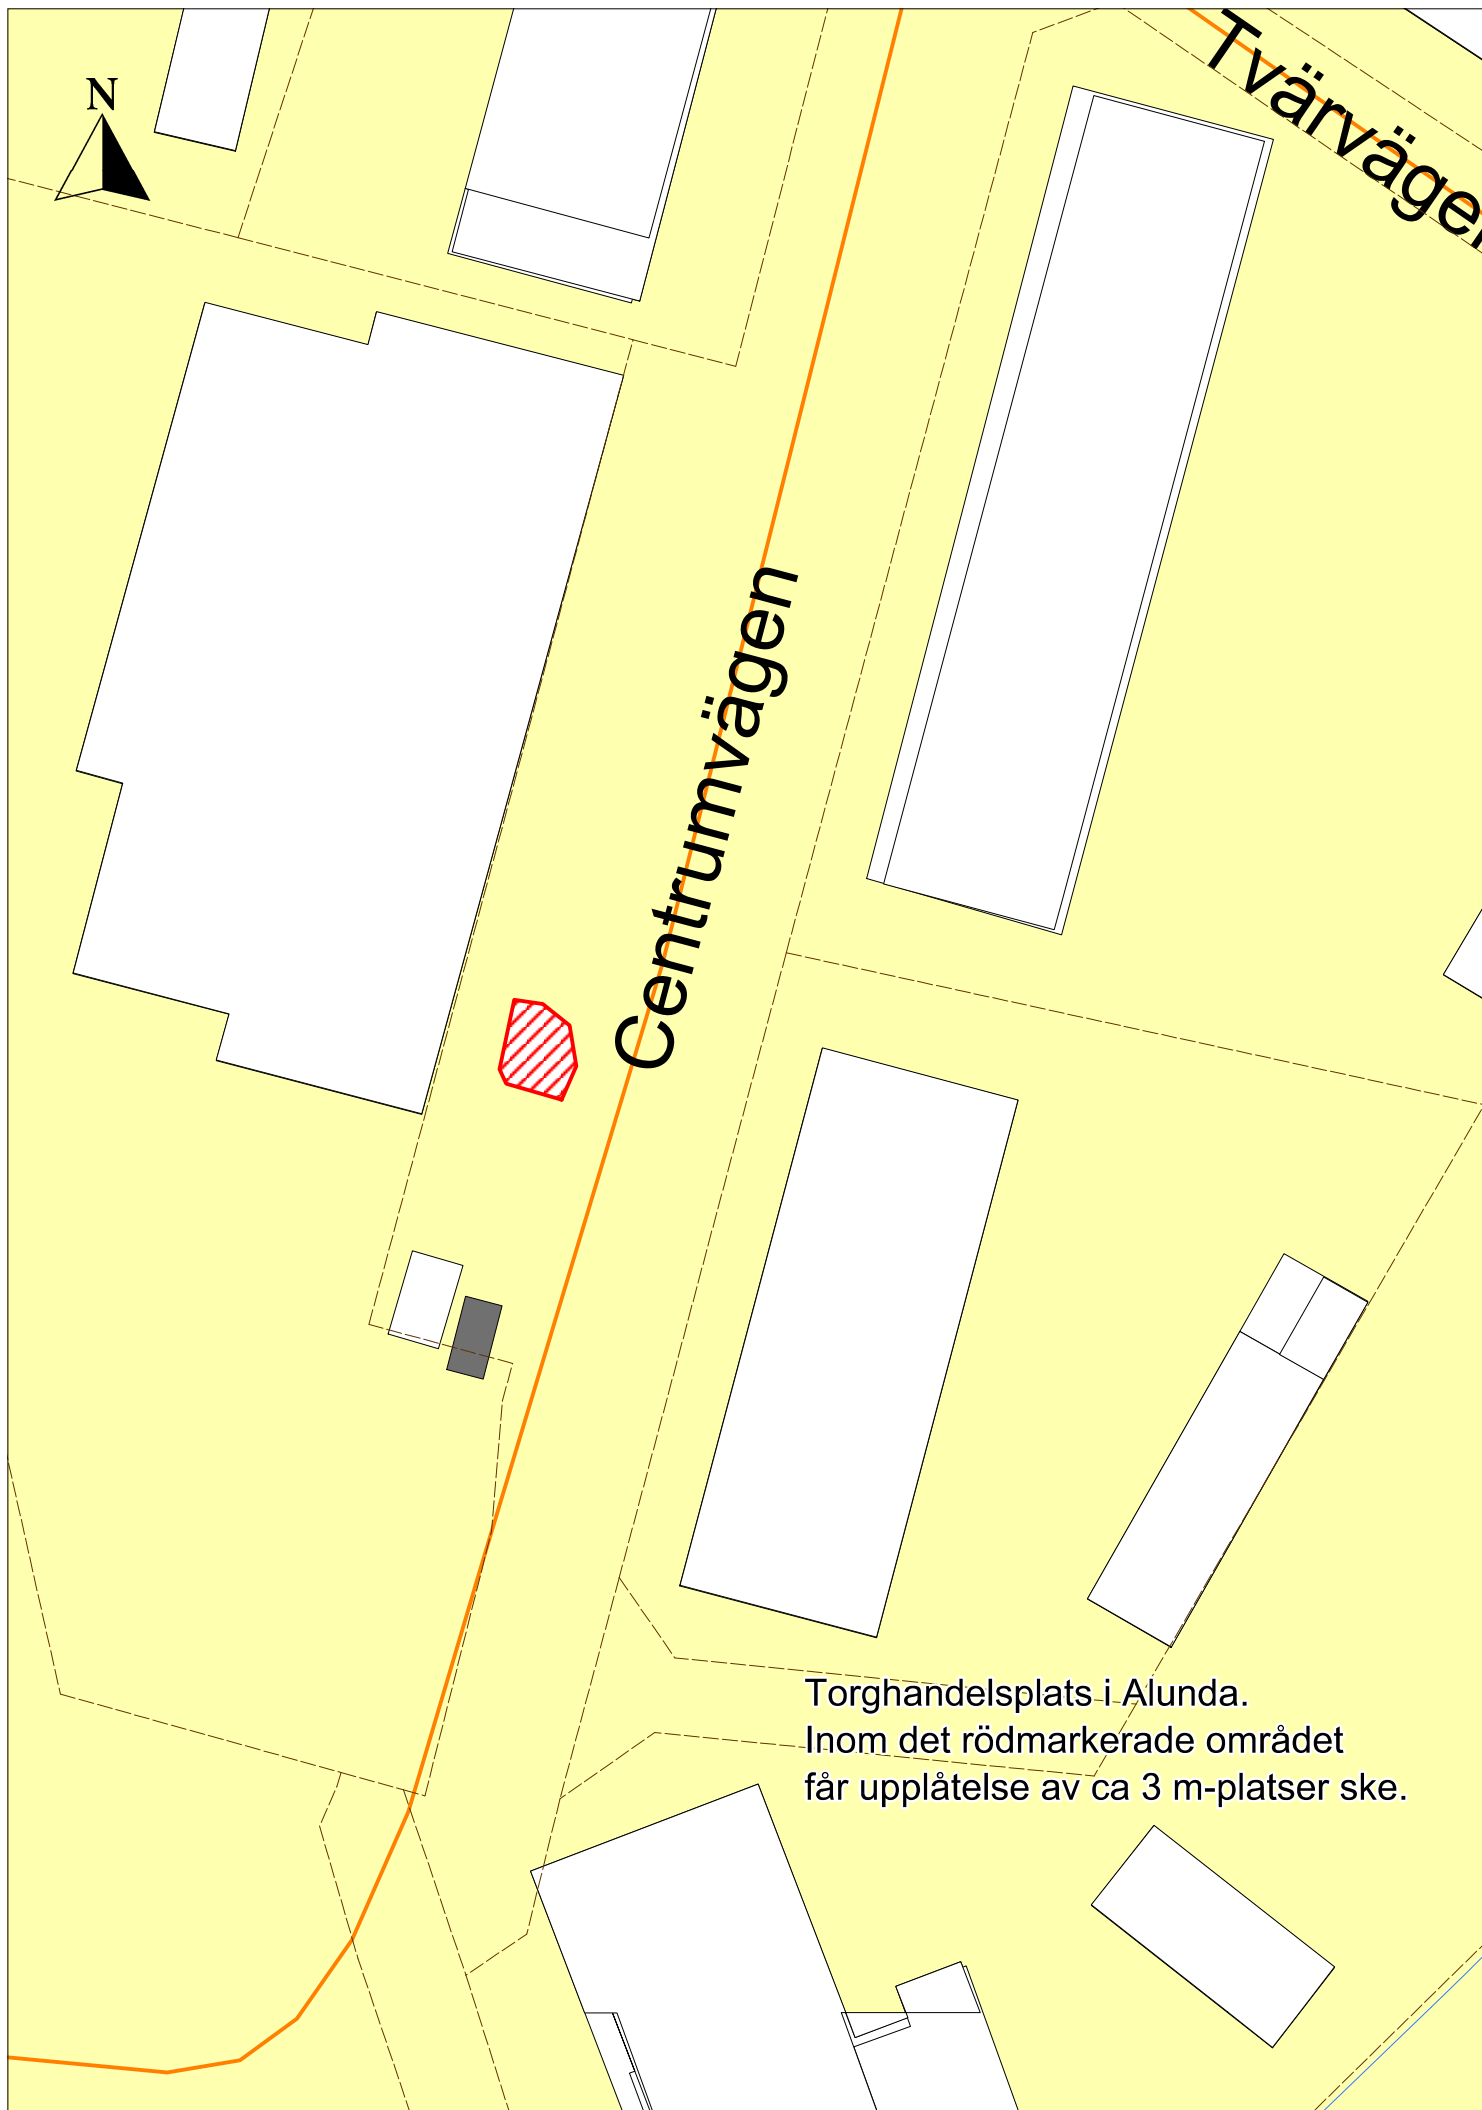 N
Tvärvägen
Centrumvägen
Torghandelsplats i Alunda.
Inom det rödmarkerade området
får upplåtelse av ca 3 m-platser ske.